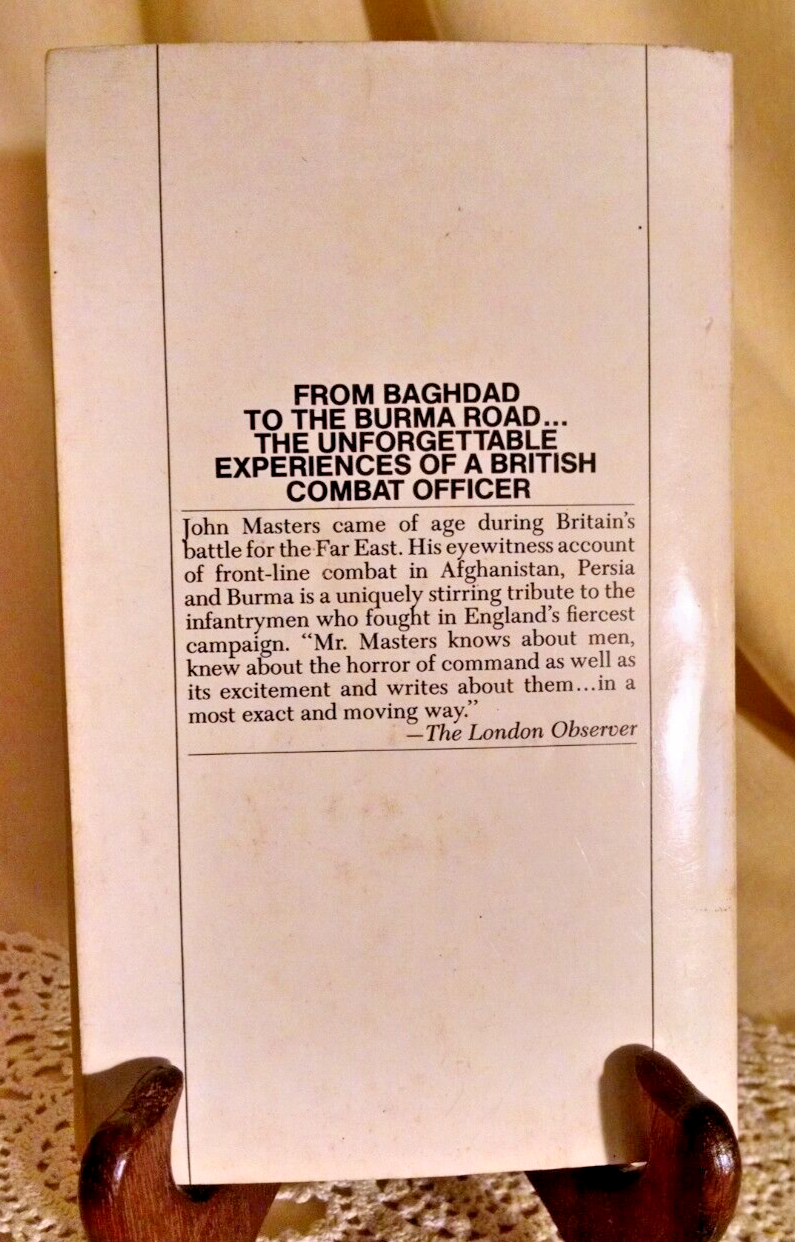 FROM BAGHDAD
TO THE BURMA ROAD...
THE UNFORGETTABLE
EXPERIENCES OF A BRITISH
COMBAT OFFICER
John Masters came of age during Britain's
battle for the Far East. His eyewitness account
of front-line combat in Afghanistan, Persia
and Burma is a uniquely stirring tribute to the
infantrymen who fought in England's fiercest
campaign. "Mr. Masters knows about men,
knew about the horror of command as well as
its excitement and writes about them...in a
most exact and moving way."
—The London Observer